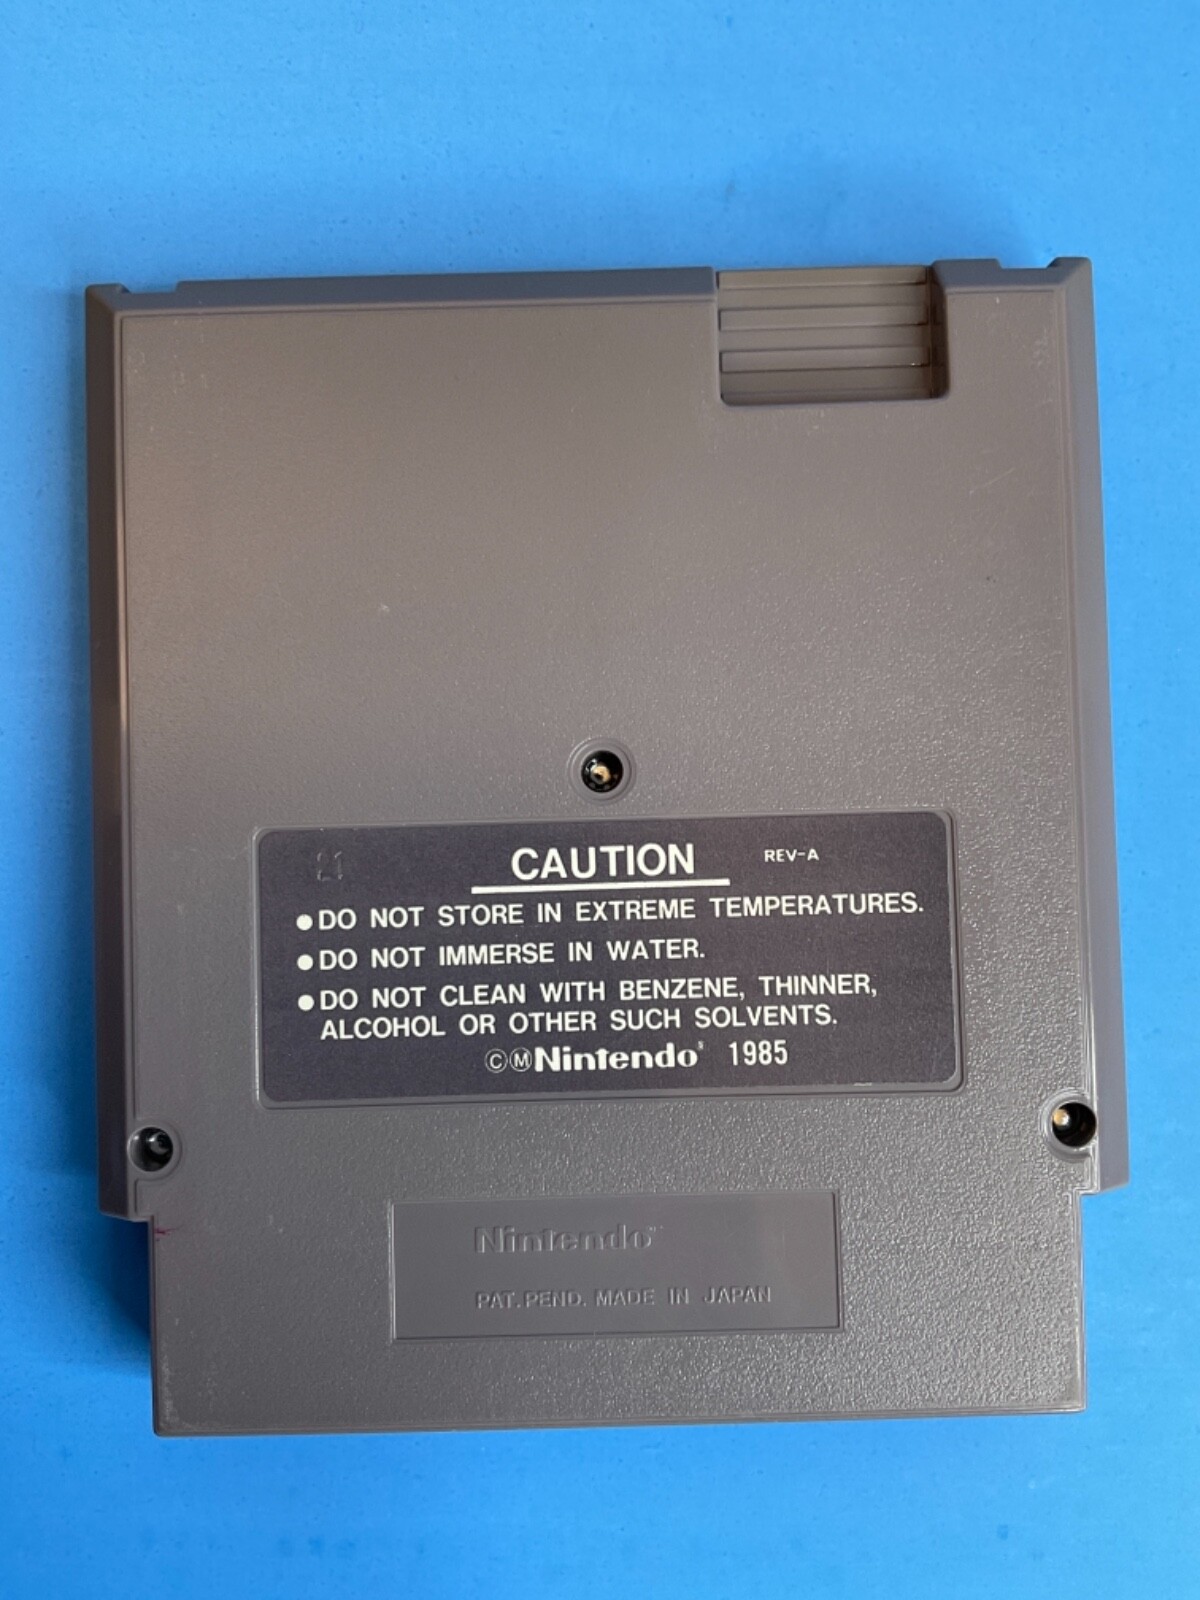 21
CAUTION REV-A
●DO NOT STORE IN EXTREME TEMPERATURES.
●DO NOT IMMERSE IN WATER.
●DO NOT CLEAN WITH BENZENE, THINNER,
ALCOHOL OR OTHER SUCH SOLVENTS.
©ⓂNintendo® 1985
Nintendo™
PAT. PEND. MADE IN JAPAN